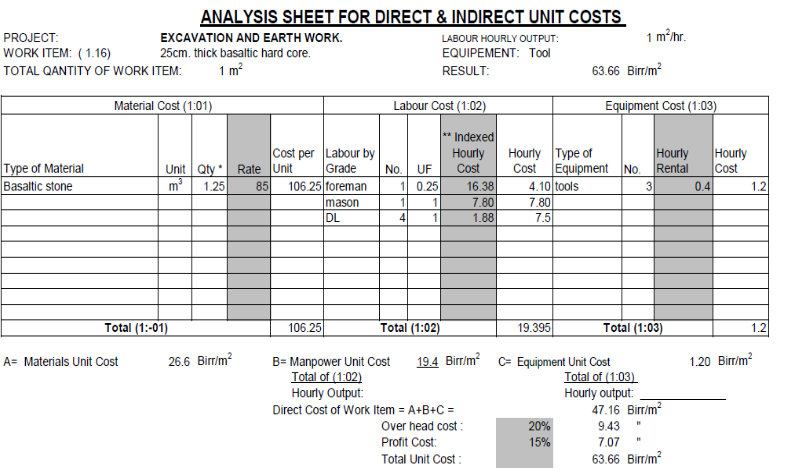 ANALYSIS SHEET FOR DIRECT & INDIRECT UNIT COSTS
PROJECT: EXCAVATION AND EARTH WORK. LABOUR HOURLY OUTPUT: 1 m²/hr.
WORK ITEM: ( 1.16) 25cm. thick basaltic hard core. EQUIPEMENT: Tool
TOTAL QANTITY OF WORK ITEM: 1 m² RESULT: 63.66 Birr/m²
Material Cost (1:01) Labour Cost (1:02) Equipment Cost (1:03)
Type of Material Unit Qty * Rate Cost per Unit Labour by Grade No. UF ** Indexed Hourly Cost Hourly Cost Type of Equipment No. Hourly Rental Hourly Cost
Basaltic stone m³ 1.25 85 106.25 foreman 1 0.25 16.38 4.10 tools 3 0.4 1.2
mason 1 1 7.80 7.80
DL 4 1 1.88 7.5
Total (1:-01) 106.25 Total (1:02) 19.395 Total (1:03) 1.2
A= Materials Unit Cost 26.6 Birr/m² B= Manpower Unit Cost 19.4 Birr/m² C= Equipment Unit Cost 1.20 Birr/m²
Total of (1:02) Total of (1:03)
Hourly Output: Hourly output:
Direct Cost of Work Item = A+B+C = 47.16 Birr/m²
Over head cost : 20% 9.43 "
Profit Cost: 15% 7.07 "
Total Unit Cost : 63.66 Birr/m²